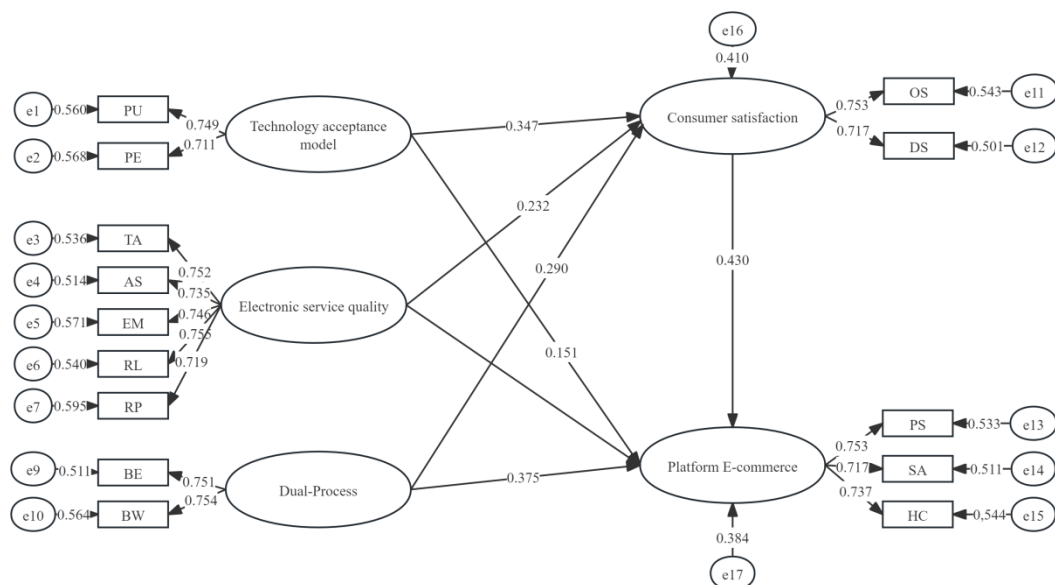 e16
0.410
e1
0.560
PU
0.749
e2
0.568
PE
0.711
Technology acceptance
model
0.347
Consumer satisfaction
0.753
OS
0.543
e11
0.717
DS
0.501
e12
e3
0.536
TA
0.752
e4
0.514
AS
0.735
e5
0.571
EM
0.746
e6
0.540
RL
0.755
e7
0.595
RP
0.719
Electronic service quality
0.232
0.290
0.430
0.151
e9
0.511
BE
0.751
e10
0.564
BW
0.754
Dual-Process
0.375
Platform E-commerce
0.753
PS
0.533
e13
0.717
SA
0.511
e14
0.737
HC
0,544
e15
0.384
e17